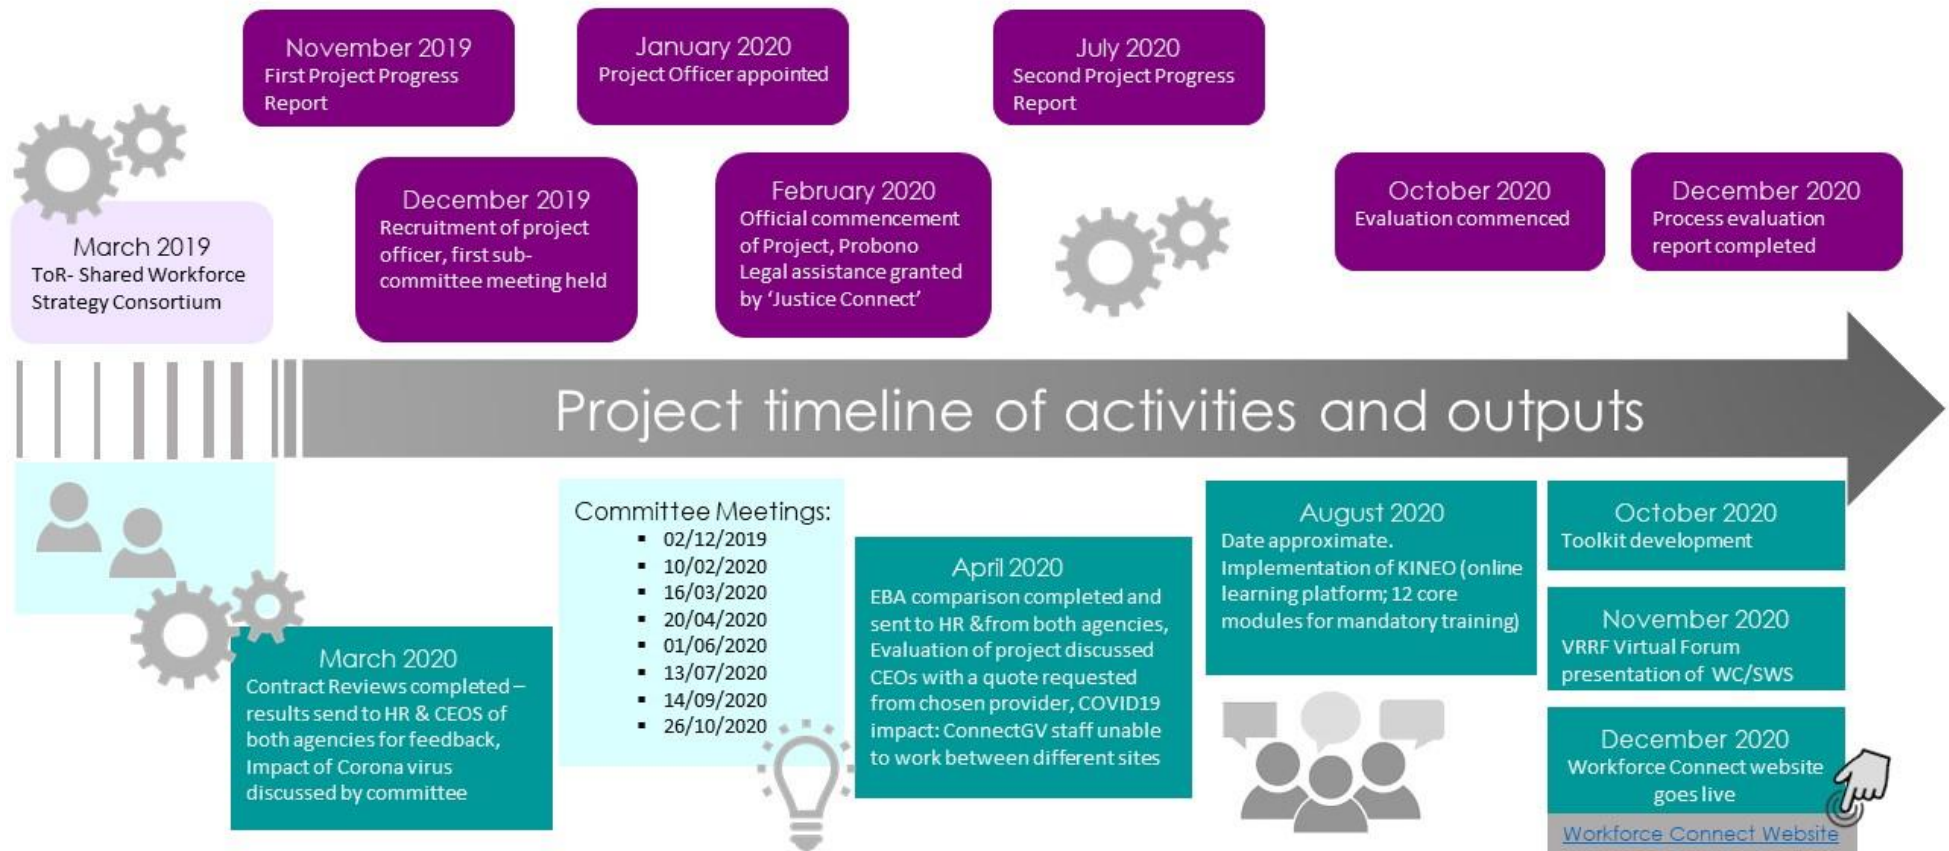 November 2019
First Project Progress
Report
January 2020
Project Officer appointed
July 2020
Second Project Progress
Report
March 2019
ToR- Shared Workforce
Strategy Consortium
December 2019
Recruitment of project
officer, first sub-
committee meeting held
February 2020
Official commencement
of Project, Probono
Legal assistance granted
by ‘Justice Connect’
October 2020
Evaluation commenced
December 2020
Process evaluation
report completed
Project timeline of activities and outputs
March 2020
Contract Reviews completed –
results send to HR & CEOS of
both agencies for feedback,
Impact of Corona virus
discussed by committee
Committee Meetings:
▪ 02/12/2019
▪ 10/02/2020
▪ 16/03/2020
▪ 20/04/2020
▪ 01/06/2020
▪ 13/07/2020
▪ 14/09/2020
▪ 26/10/2020
April 2020
EBA comparison completed and
sent to HR &from both agencies,
Evaluation of project discussed
CEOs with a quote requested
from chosen provider, COVID19
impact: ConnectGV staff unable
to work between different sites
August 2020
Date approximate.
Implementation of KINEO (online
learning platform; 12 core
modules for mandatory training)
October 2020
Toolkit development
November 2020
VRRF Virtual Forum
presentation of WC/SWS
December 2020
Workforce Connect website
goes live
Workforce Connect Website